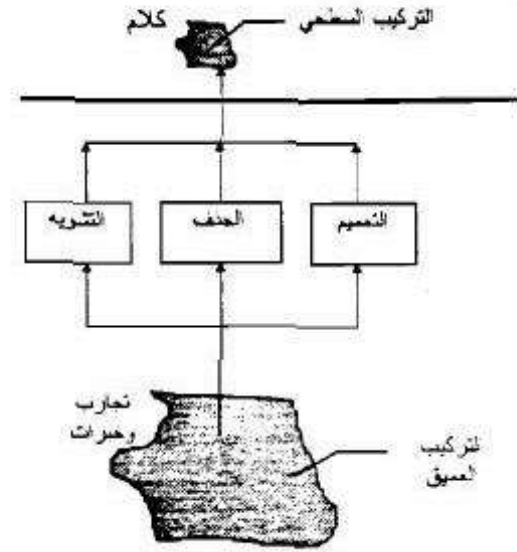 التركيب السطحي
كلام
التعميم
الحذف
التشويه
تجارب
وخبرات
التركيب
العميق